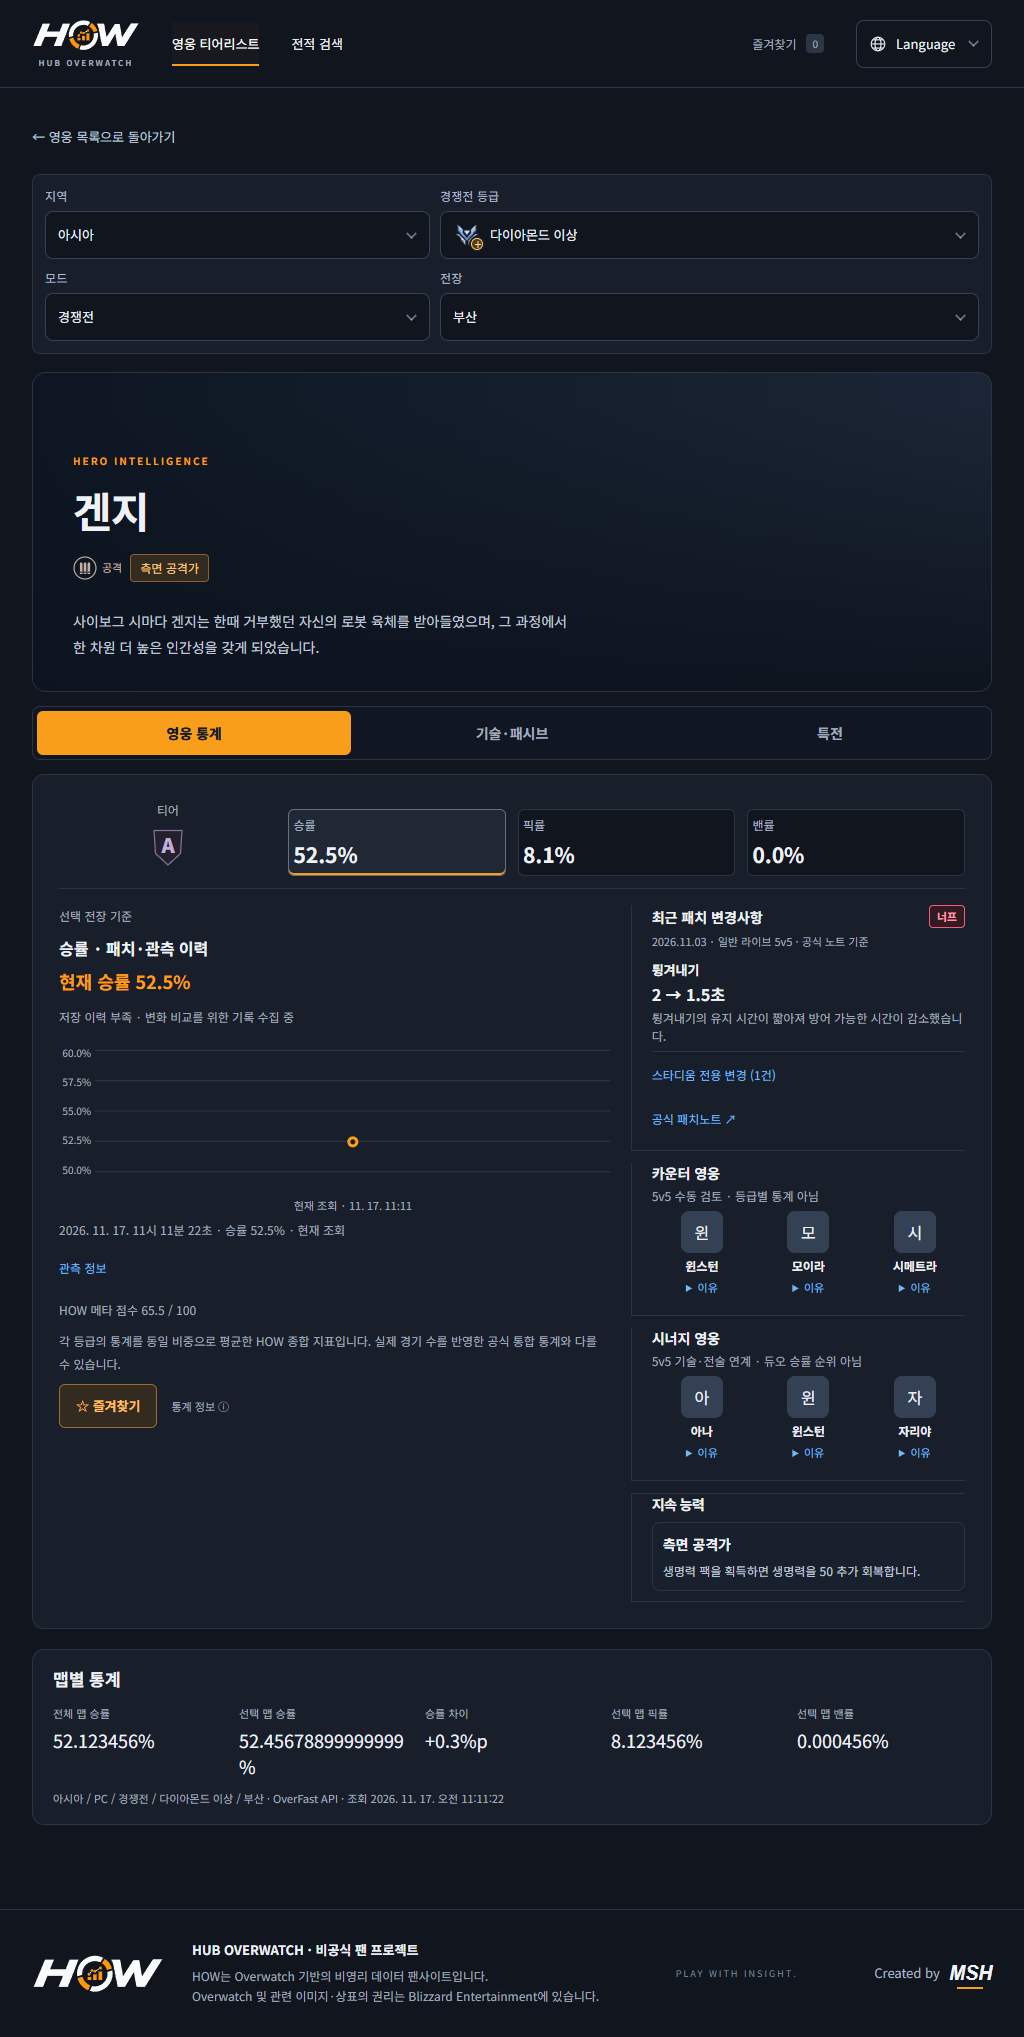 HOW
HUB OVERWATCH
영웅 티어리스트
전적 검색
즐겨찾기 0
Language
← 영웅 목록으로 돌아가기
지역
경쟁전 등급
아시아
다이아몬드 이상
모드
전장
경쟁전
부산
HERO INTELLIGENCE
겐지
공격 측면 공격가
사이보그 시마다 겐지는 한때 거부했던 자신의 로봇 육체를 받아들였으며, 그 과정에서
한 차원 더 높은 인간성을 갖게 되었습니다.
영웅 통계
기술·패시브
특전
티어
A
승률
52.5%
픽률
8.1%
밴률
0.0%
선택 전장 기준
승률 · 패치·관측 이력
현재 승률 52.5%
저장 이력 부족 · 변화 비교를 위한 기록 수집 중
60.0%
57.5%
55.0%
52.5%
50.0%
현재 조회 · 11. 17. 11:11
2026. 11. 17. 11시 11분 22초 · 승률 52.5% · 현재 조회
관측 정보
HOW 메타 점수 65.5 / 100
각 등급의 통계를 동일 비중으로 평균한 HOW 종합 지표입니다. 실제 경기 수를 반영한 공식 통합 통계와 다를
수 있습니다.
☆ 즐겨찾기
통계 정보 ⓘ
최근 패치 변경사항
너프
2026.11.03 · 일반 라이브 5v5 · 공식 노트 기준
튕겨내기
2 → 1.5초
튕겨내기의 유지 시간이 짧아져 방어 가능한 시간이 감소했습니
다.
스타디움 전용 변경 (1건)
공식 패치노트 ↗
카운터 영웅
5v5 수동 검토 · 등급별 통계 아님
윈 모 시
윈스턴 모이라 시메트라
▶ 이유 ▶ 이유 ▶ 이유
시너지 영웅
5v5 기술·전술 연계 · 듀오 승률 순위 아님
아 윈 자
아나 윈스턴 자리야
▶ 이유 ▶ 이유 ▶ 이유
지속 능력
측면 공격가
생명력 팩을 획득하면 생명력을 50 추가 회복합니다.
맵별 통계
전체 맵 승률
52.123456%
선택 맵 승률
52.45678899999999
%
승률 차이
+0.3%p
선택 맵 픽률
8.123456%
선택 맵 밴률
0.000456%
아시아 / PC / 경쟁전 / 다이아몬드 이상 / 부산 · OverFast API · 조회 2026. 11. 17. 오전 11:11:22
HOW
HUB OVERWATCH · 비공식 팬 프로젝트
HOW는 Overwatch 기반의 비영리 데이터 팬사이트입니다.
Overwatch 및 관련 이미지·상표의 권리는 Blizzard Entertainment에 있습니다.
PLAY WITH INSIGHT.
Created by MSH